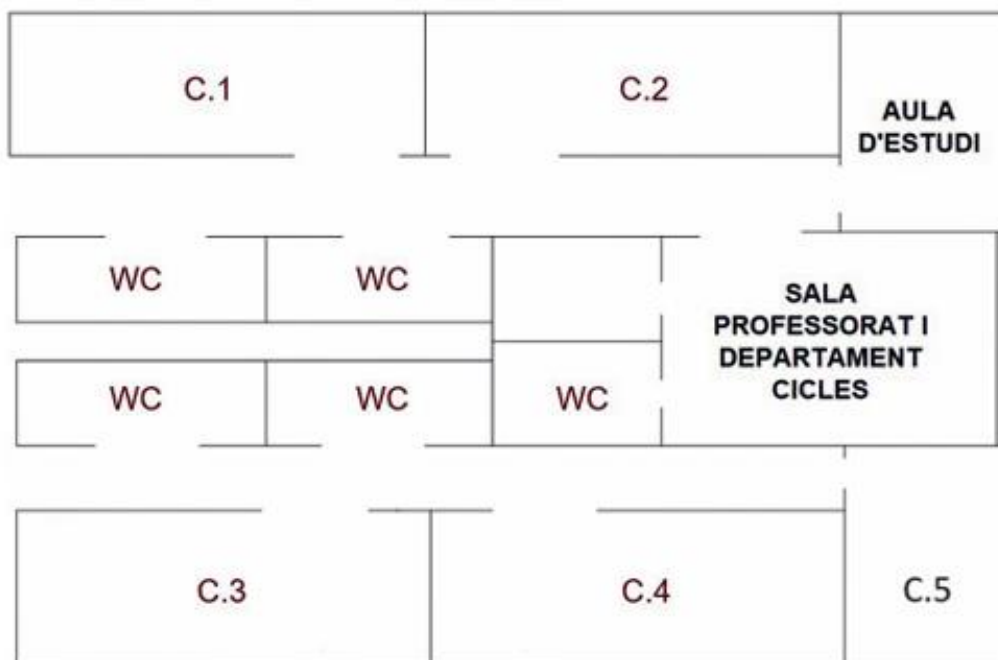 C.1
C.2
AULA
D'ESTUDI
WC
WC
SALA
PROFESSORAT I
DEPARTAMENT
CICLES
WC
WC
WC
C.3
C.4
C.5